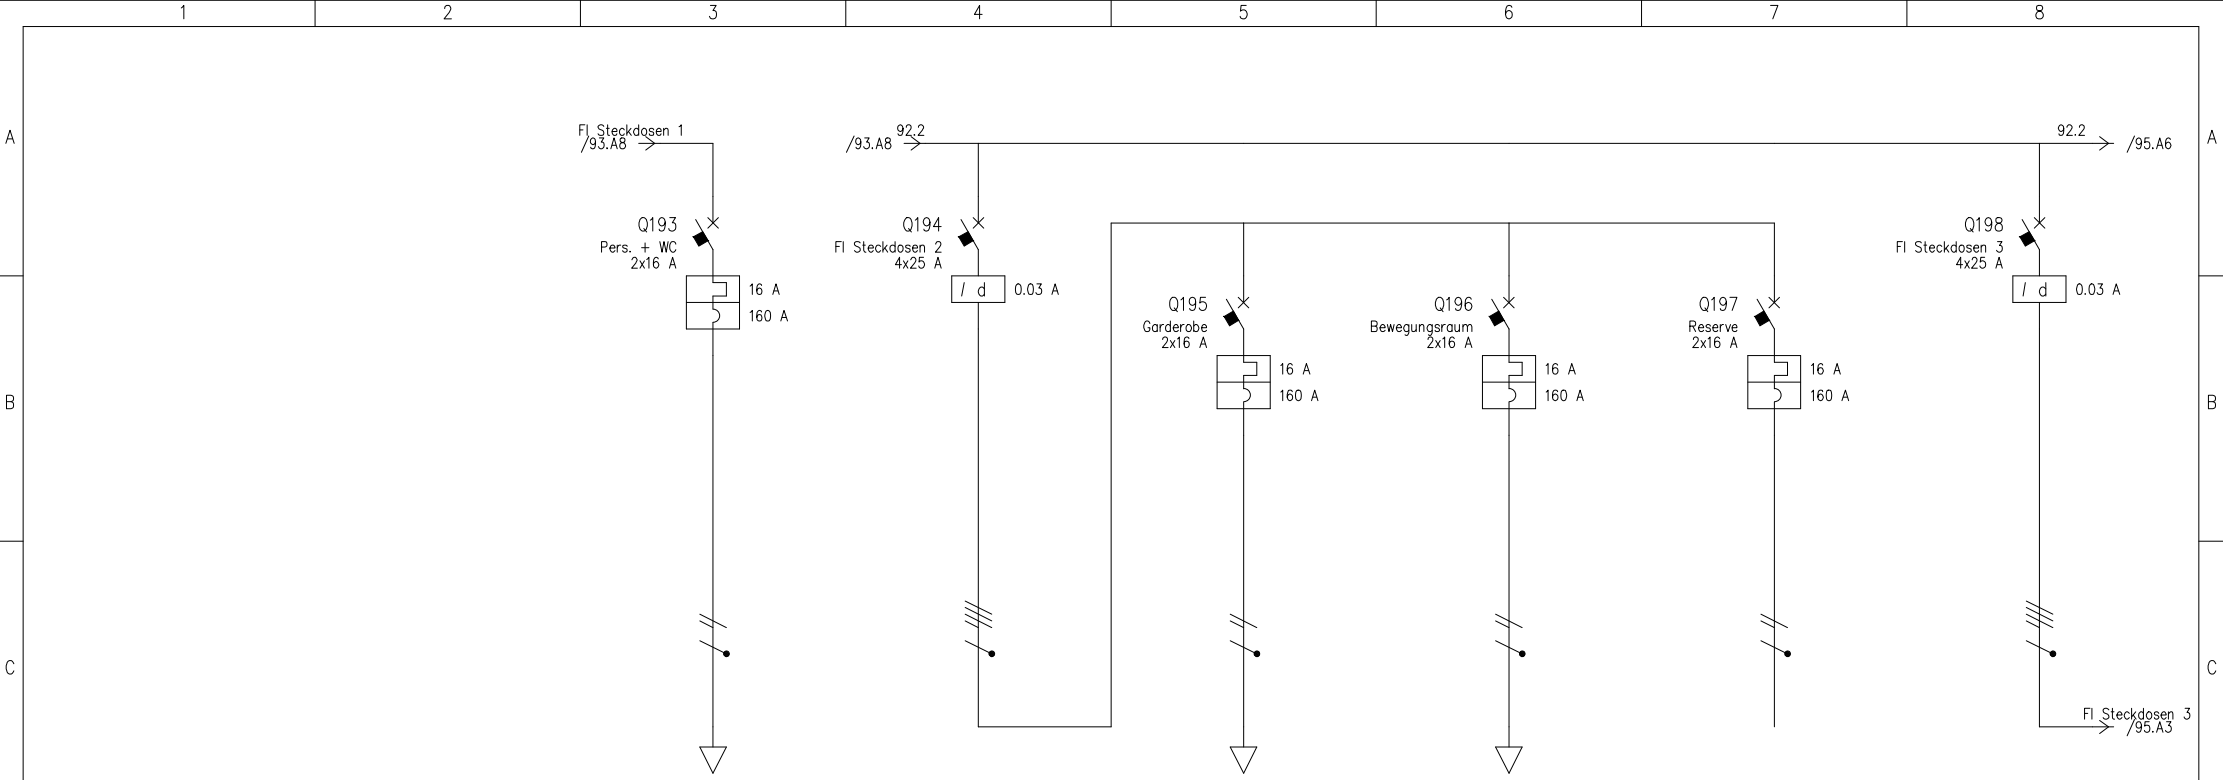 1 2 3 4 5 6 7 8
A A
FI Steckdosen 1
/93.A8
/93.A8
92.2
92.2
/95.A6
Q193
Pers. + WC
2x16 A
16 A
160 A
Q194
FI Steckdosen 2
4x25 A
I d
0.03 A
Q195
Garderobe
2x16 A
16 A
160 A
Q196
Bewegungsraum
2x16 A
16 A
160 A
Q197
Reserve
2x16 A
16 A
160 A
Q198
FI Steckdosen 3
4x25 A
I d
0.03 A
B B
C C
FI Steckdosen 3
/95.A3